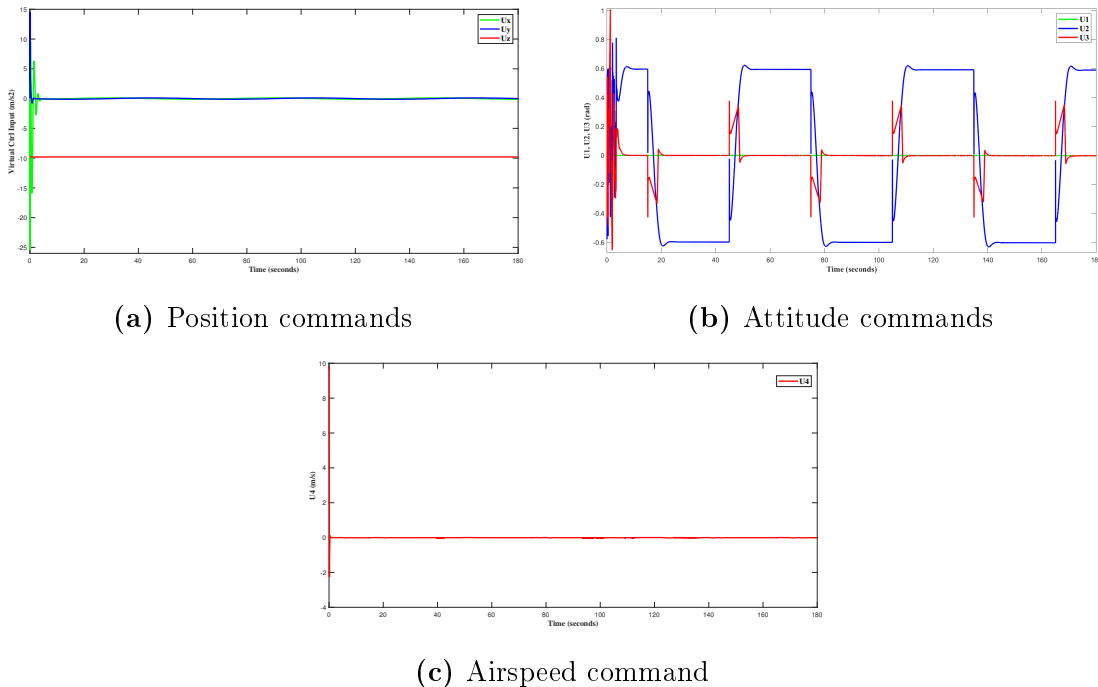 15
10
5
0
-5
-10
-15
-20
-25
Virtual Ctrl Input (m/s2)
Ux
Uy
Uz
0 20 40 60 80 100 120 140 160 180
Time (seconds)
(a) Position commands
1
0.8
0.6
0.4
0.2
0
-0.2
-0.4
-0.6
U1, U2, U3 (rad)
U1
U2
U3
0 20 40 60 80 100 120 140 160 180
Time (seconds)
(b) Attitude commands
10
8
6
4
2
0
-2
-4
U4 (m/s)
U4
0 20 40 60 80 100 120 140 160 180
Time (seconds)
(c) Airspeed command